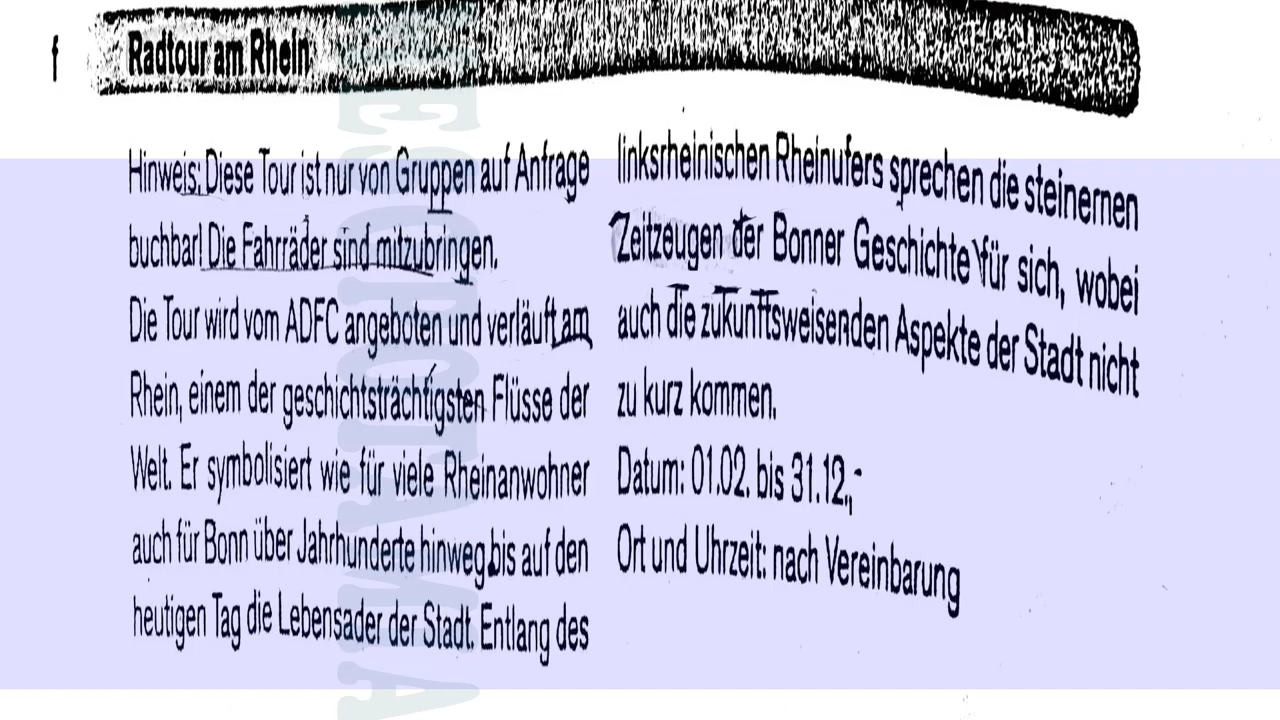 f
Radtour am Rhein
Hinweis: Diese Tour ist nur von Gruppen auf Anfrage
buchbar! Die Fahrräder sind mitzubringen.
Die Tour wird vom ADFC angeboten und verläuft am
Rhein, einem der geschichtsträchtigsten Flüsse der
Welt. Er symbolisiert wie für viele Rheinanwohner
auch für Bonn über Jahrhunderte hinweg bis auf den
heutigen Tag die Lebensader der Stadt. Entlang des
linksrheinischen Rheinufers sprechen die steinernen
Zeitzeugen der Bonner Geschichte für sich, wobei
auch die zukunftsweisenden Aspekte der Stadt nicht
zu kurz kommen.
Datum: 01.02. bis 31.12.,
Ort und Uhrzeit: nach Vereinbarung